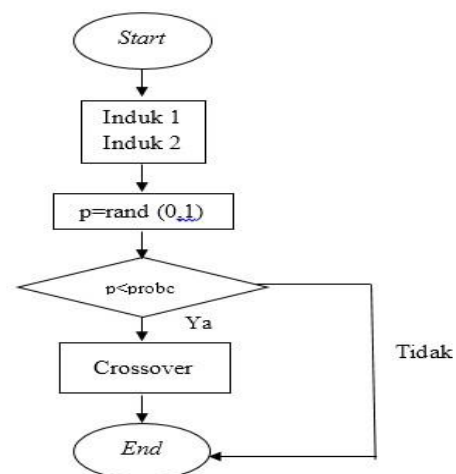 Start
Induk 1
Induk 2
p=rand (0,1)
p<probc
Ya
Tidak
Crossover
End